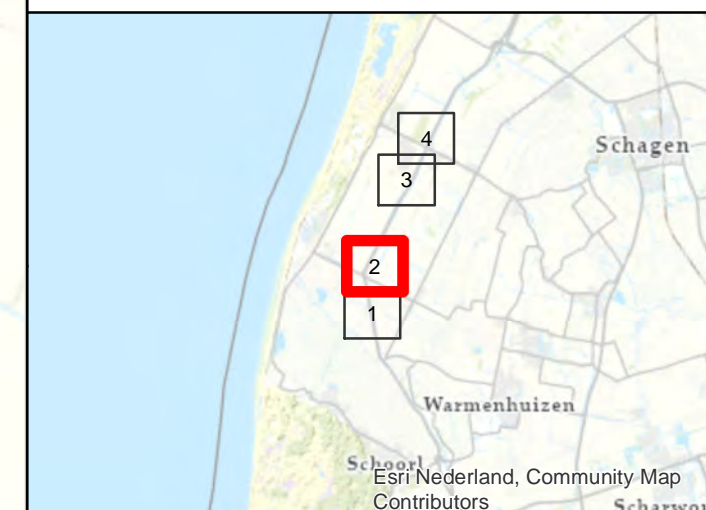 4
Schagen
3
2
1
Warmenhuizen
Schoorl
Esri Nederland, Community Map
Contributors